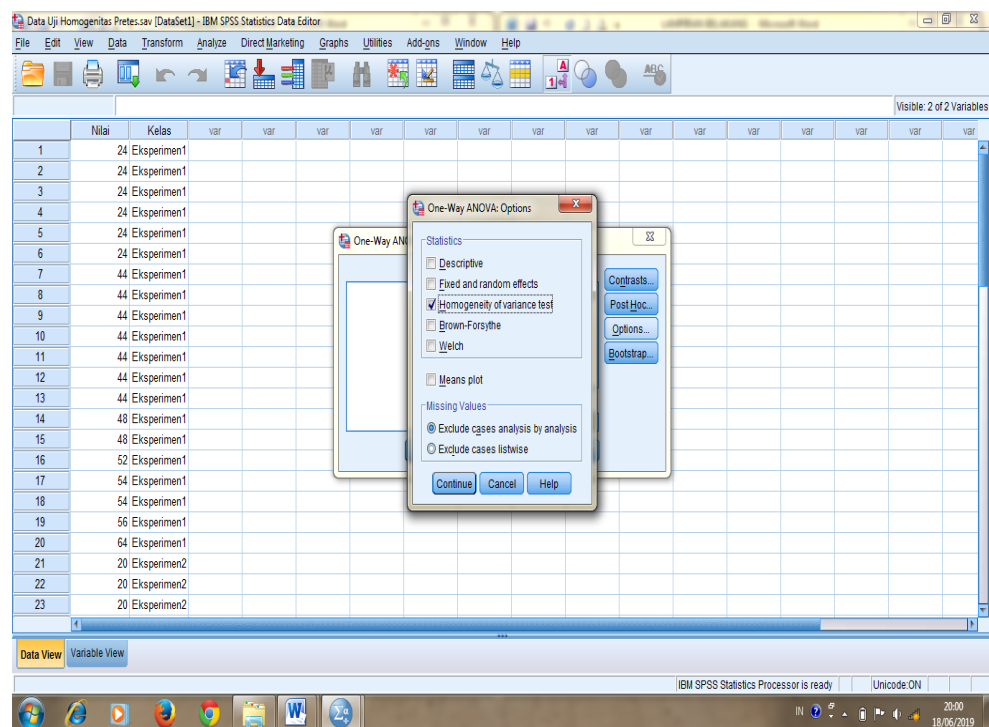 Data Uji Homogenitas Pretes.sav [DataSet1] - IBM SPSS Statistics Data Editor
File Edit View Data Transform Analyze Direct Marketing Graphs Utilities Add-ons Window Help
Visible: 2 of 2 Variables
Nilai Kelas var var var var var var var var var var var var var var var
1 24 Eksperimen1
2 24 Eksperimen1
3 24 Eksperimen1
4 24 Eksperimen1
5 24 Eksperimen1
6 24 Eksperimen1
7 44 Eksperimen1
8 44 Eksperimen1
9 44 Eksperimen1
10 44 Eksperimen1
11 44 Eksperimen1
12 44 Eksperimen1
13 44 Eksperimen1
14 48 Eksperimen1
15 48 Eksperimen1
16 52 Eksperimen1
17 54 Eksperimen1
18 54 Eksperimen1
19 56 Eksperimen1
20 64 Eksperimen1
21 20 Eksperimen2
22 20 Eksperimen2
23 20 Eksperimen2
One-Way AN
Contrasts...
Post Hoc...
Options...
Bootstrap...
One-Way ANOVA: Options
Statistics
Descriptive
Fixed and random effects
Homogeneity of variance test
Brown-Forsythe
Welch
Means plot
Missing Values
Exclude cases analysis by analysis
Exclude cases listwise
Continue Cancel Help
Data View Variable View
IBM SPSS Statistics Processor is ready Unicode:ON
IN 20:00
18/06/2019